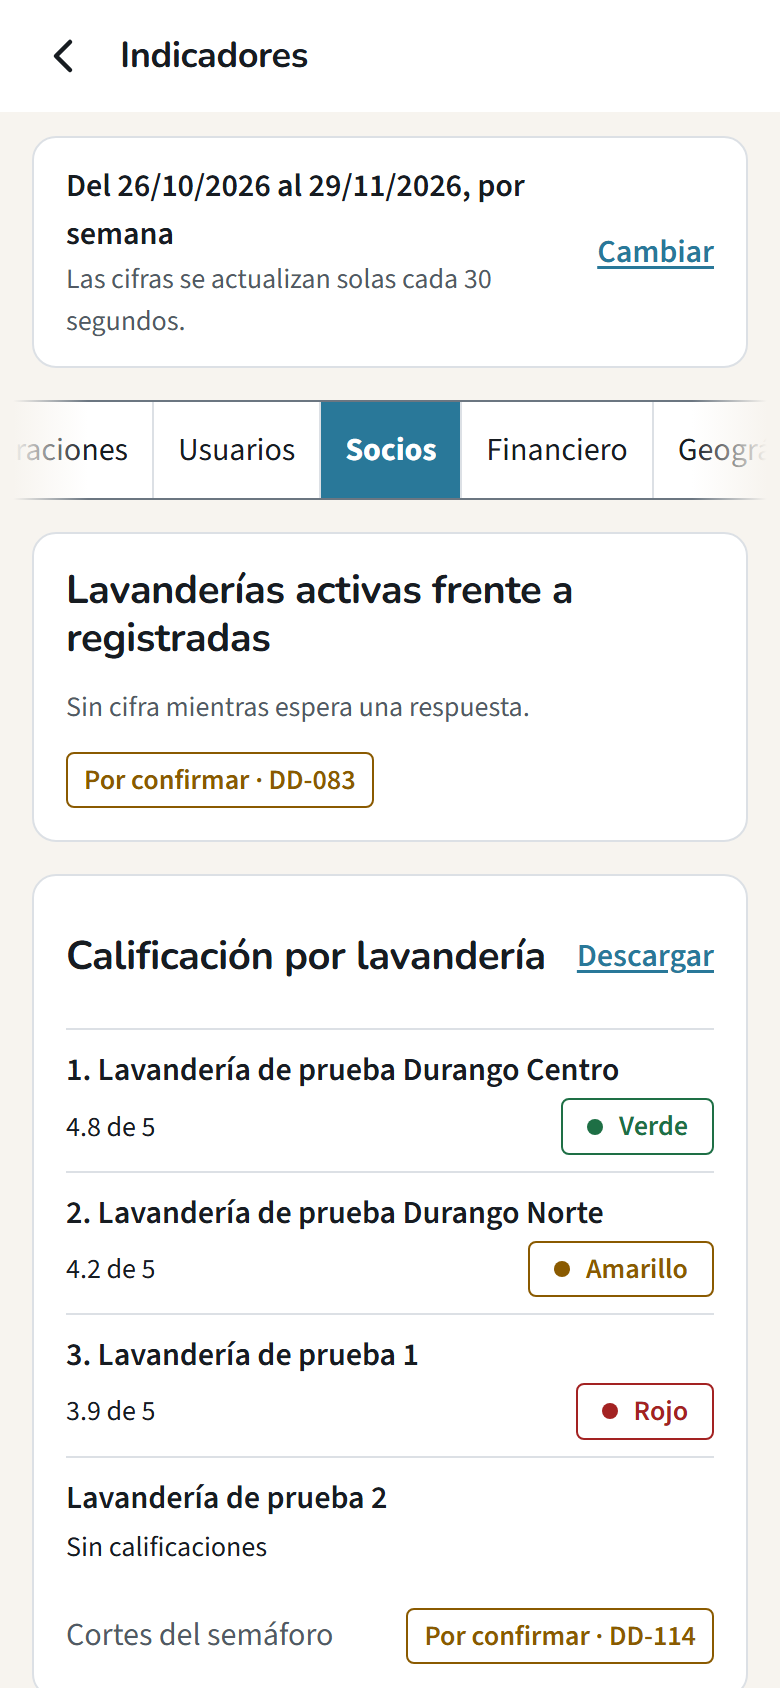 Indicadores
Del 26/10/2026 al 29/11/2026, por
semana
Cambiar
Las cifras se actualizan solas cada 30
segundos.
Usuarios
Socios
Financiero
Lavanderías activas frente a
registradas
Sin cifra mientras espera una respuesta.
Por confirmar · DD-083
Calificación por lavandería
Descargar
1. Lavandería de prueba Durango Centro
4.8 de 5
Verde
2. Lavandería de prueba Durango Norte
4.2 de 5
Amarillo
3. Lavandería de prueba 1
3.9 de 5
Rojo
Lavandería de prueba 2
Sin calificaciones
Cortes del semáforo
Por confirmar · DD-114